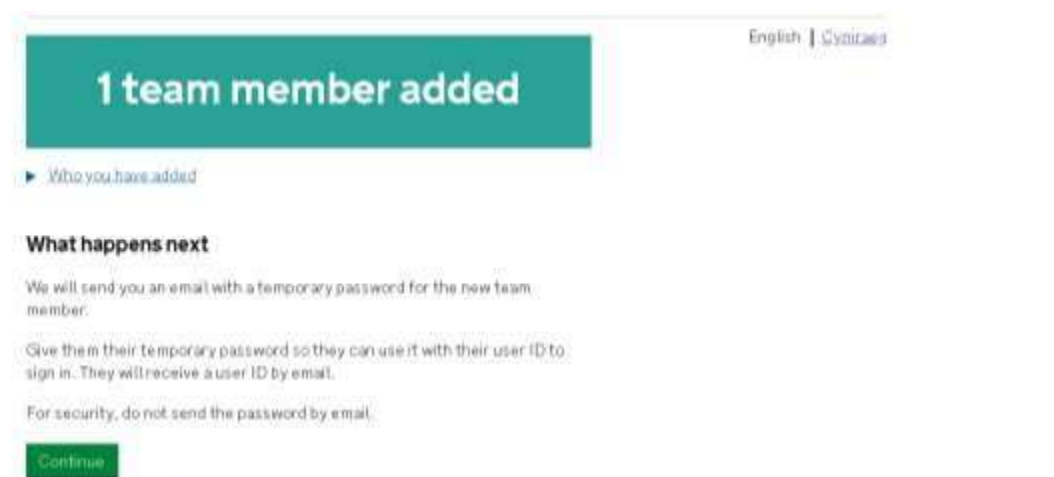 English | Cymraeg
1 team member added
Who you have added
What happens next
We will send you an email with a temporary password for the new team
member.
Give them their temporary password so they can use it with their user ID to
sign in. They will receive a user ID by email.
For security, do not send the password by email.
Continue